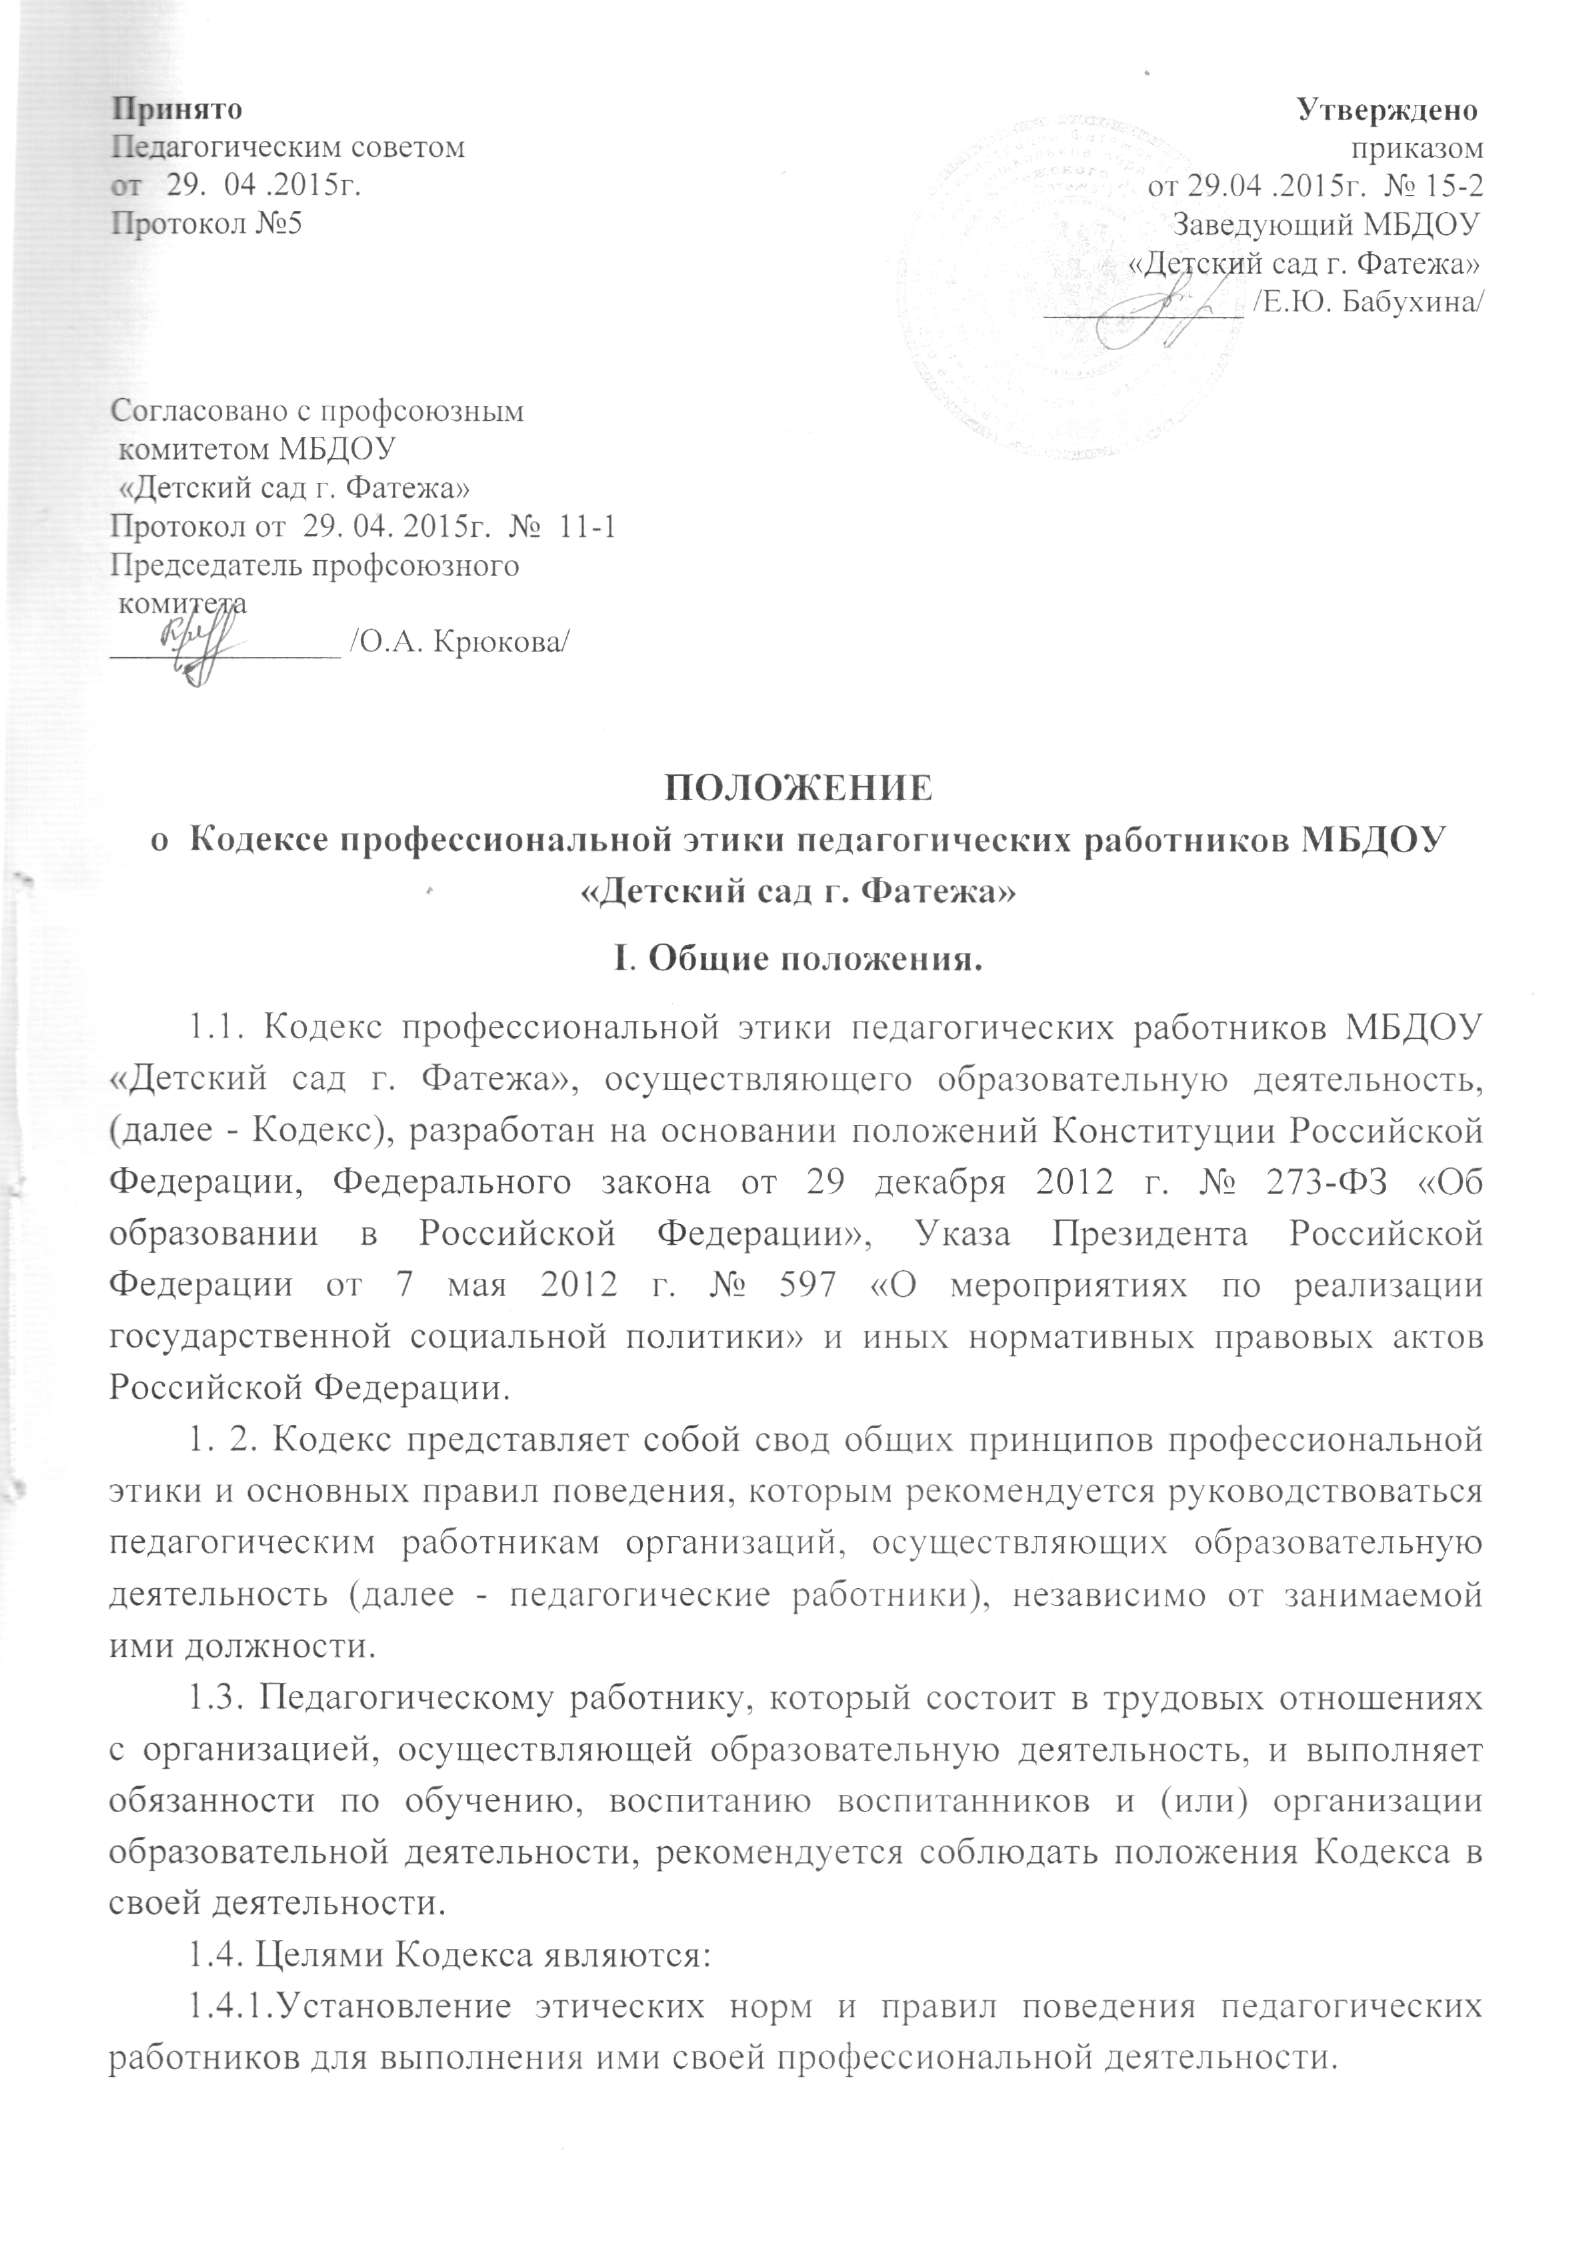 Принято
Педагогическим советом
от 29. 04 .2015г.
Протокол №5
Утверждено
приказом
от 29.04 .2015г. № 15-2
Заведующий МБДОУ
«Детский сад г. Фатежа»
/Е.Ю. Бабухина/
Согласовано с профсоюзным
комитетом МБДОУ
«Детский сад г. Фатежа»
Протокол от 29. 04. 2015г. № 11-1
Председатель профсоюзного
комитета
/О.А. Крюкова/
ПОЛОЖЕНИЕ
о Кодексе профессиональной этики педагогических работников МБДОУ
«Детский сад г. Фатежа»
I. Общие положения.
1.1. Кодекс профессиональной этики педагогических работников МБДОУ
«Детский сад г. Фатежа», осуществляющего образовательную деятельность,
(далее - Кодекс), разработан на основании положений Конституции Российской
Федерации, Федерального закона от 29 декабря 2012 г. № 273-ФЗ «Об
образовании в Российской Федерации», Указа Президента Российской
Федерации от 7 мая 2012 г. № 597 «О мероприятиях по реализации
государственной социальной политики» и иных нормативных правовых актов
Российской Федерации.
1. 2. Кодекс представляет собой свод общих принципов профессиональной
этики и основных правил поведения, которым рекомендуется руководствоваться
педагогическим работникам организаций, осуществляющих образовательную
деятельность (далее - педагогические работники), независимо от занимаемой
ими должности.
1.3. Педагогическому работнику, который состоит в трудовых отношениях
с организацией, осуществляющей образовательную деятельность, и выполняет
обязанности по обучению, воспитанию воспитанников и (или) организации
образовательной деятельности, рекомендуется соблюдать положения Кодекса в
своей деятельности.
1.4. Целями Кодекса являются:
1.4.1.Установление этических норм и правил поведения педагогических
работников для выполнения ими своей профессиональной деятельности.